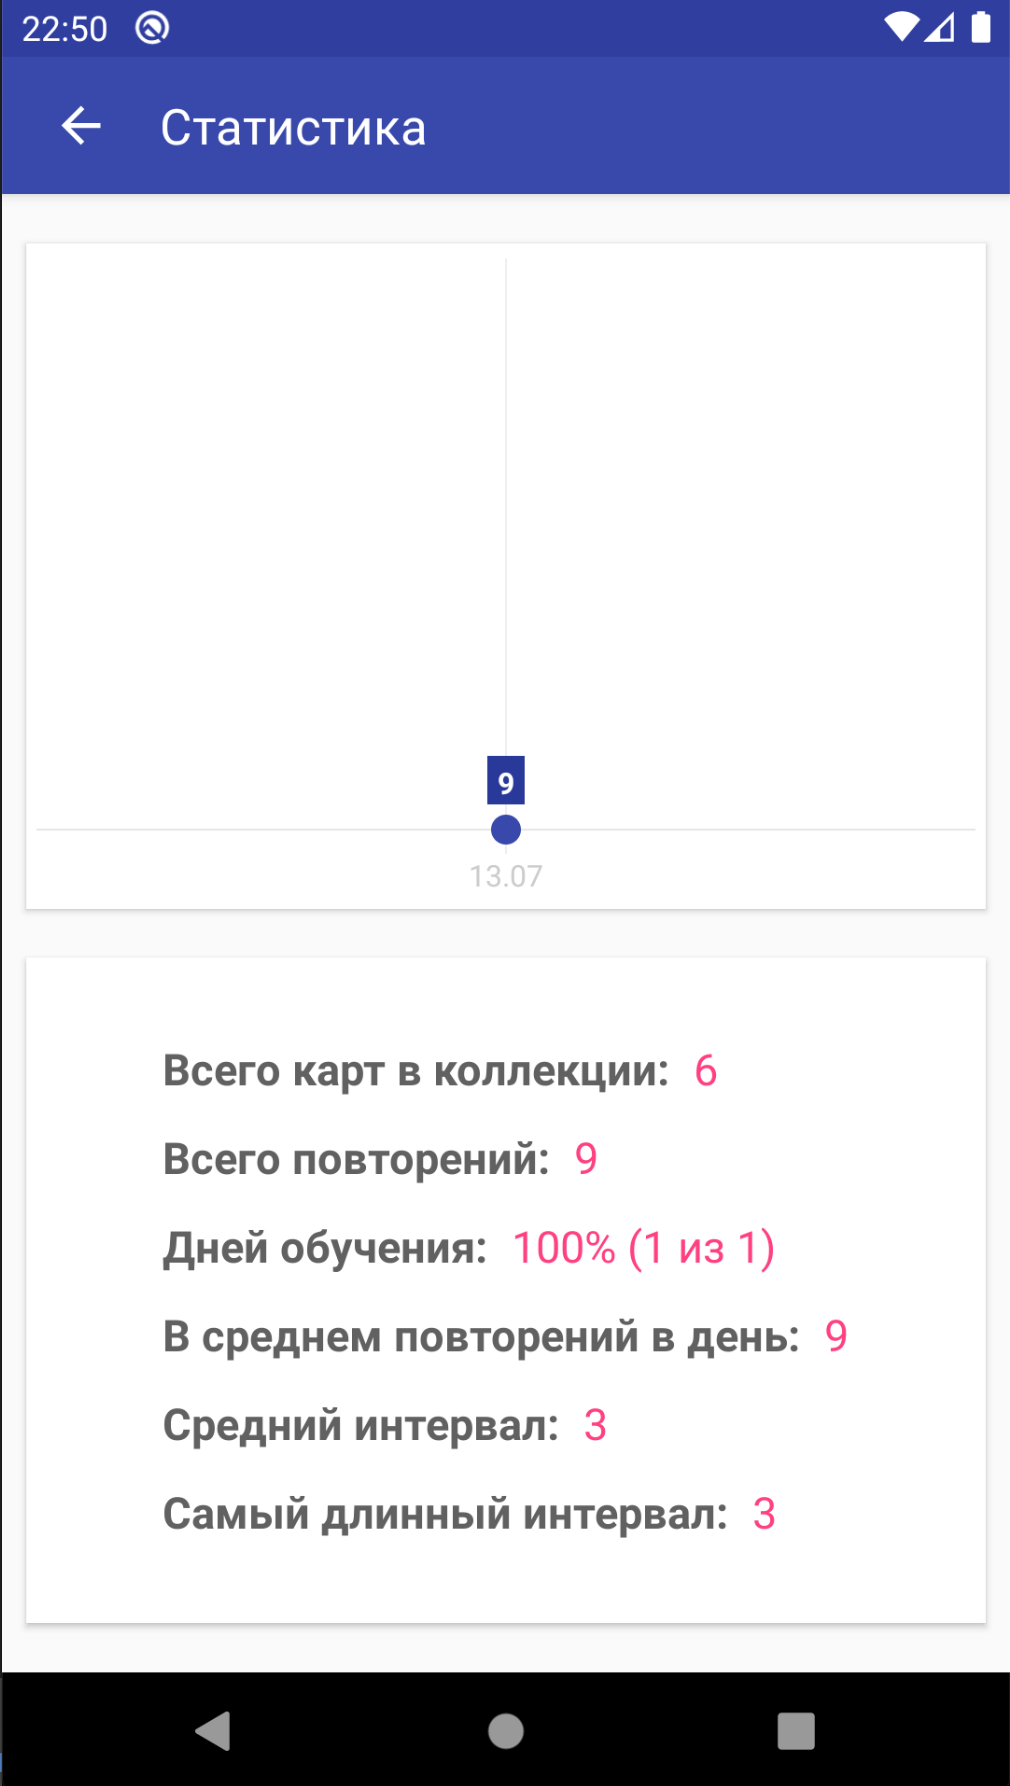 22:50
Статистика
9
13.07
Всего карт в коллекции: 6
Всего повторений: 9
Дней обучения: 100% (1 из 1)
В среднем повторений в день: 9
Средний интервал: 3
Самый длинный интервал: 3